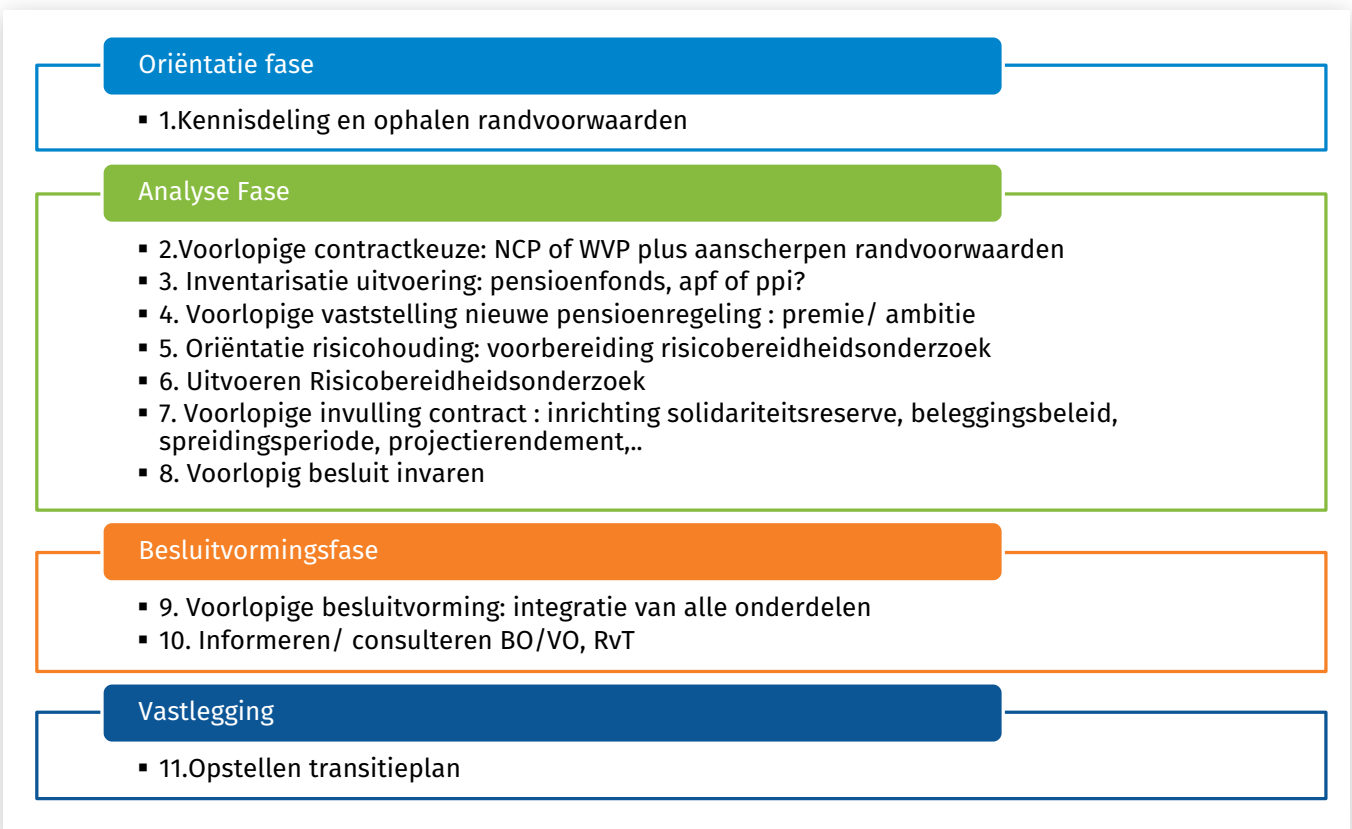 Oriëntatie fase
▪ 1.Kennisdeling en ophalen randvoorwaarden
Analyse Fase
▪ 2.Voorlopige contractkeuze: NCP of WVP plus aanscherpen randvoorwaarden
▪ 3. Inventarisatie uitvoering: pensioenfonds, apf of ppi?
▪ 4. Voorlopige vaststelling nieuwe pensioenregeling : premie/ ambitie
▪ 5. Oriëntatie risicohouding: voorbereiding risicobereidheidsonderzoek
▪ 6. Uitvoeren Risicobereidheidsonderzoek
▪ 7. Voorlopige invulling contract : inrichting solidariteitsreserve, beleggingsbeleid,
spreidingsperiode, projectierendement,..
▪ 8. Voorlopig besluit invaren
Besluitvormingsfase
▪ 9. Voorlopige besluitvorming: integratie van alle onderdelen
▪ 10. Informeren/ consulteren BO/VO, RvT
Vastlegging
▪ 11.Opstellen transitieplan